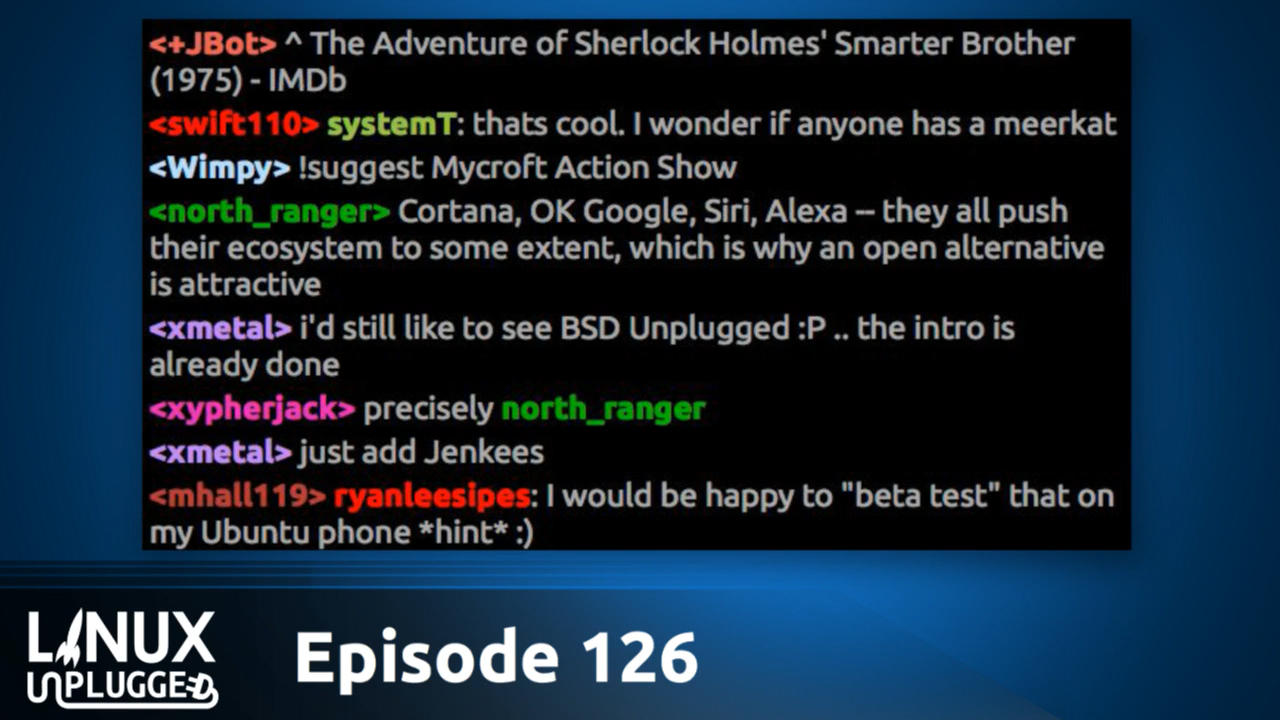 <+JBot> ^ The Adventure of Sherlock Holmes' Smarter Brother
(1975) - IMDb
<swift110> systemT: thats cool. I wonder if anyone has a meerkat
<Wimpy> !suggest Mycroft Action Show
<north_ranger> Cortana, OK Google, Siri, Alexa -- they all push
their ecosystem to some extent, which is why an open alternative
is attractive
<xmetal> i'd still like to see BSD Unplugged :P .. the intro is
already done
<xypherjack> precisely north_ranger
<xmetal> just add Jenkees
<mhall119> ryanleesipes: I would be happy to "beta test" that on
my Ubuntu phone *hint* :)
LINUX
UNPLUGGED
Episode 126